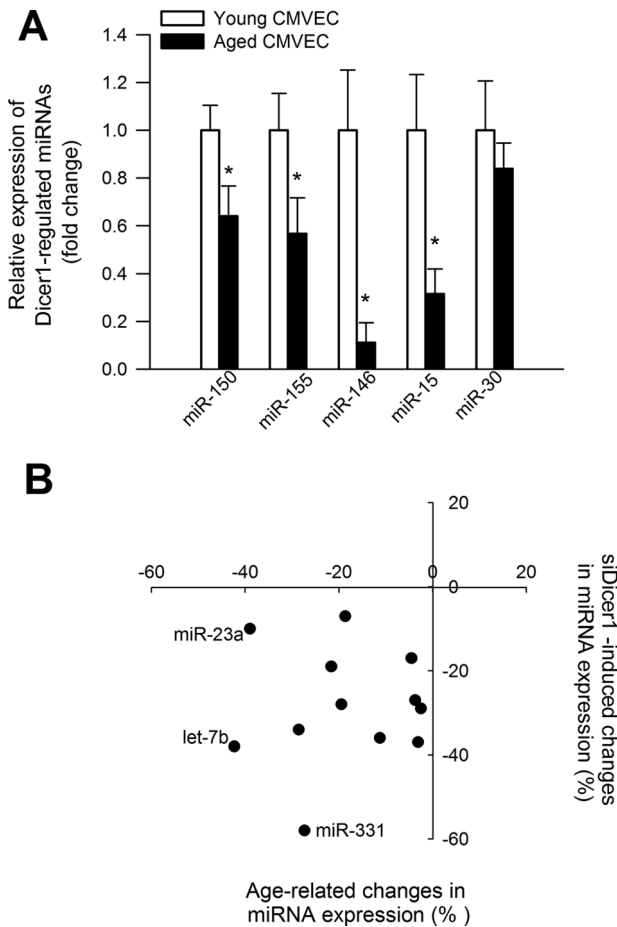 A
Young CMVEC
Aged CMVEC
Relative expression of
Dicer1-regulated miRNAs
(fold change)
1.4
1.2
1.0
0.8
0.6
0.4
0.2
0.0
*
*
*
*
miR-150
miR-155
miR-146
miR-15
miR-30
B
20
-60
-40
-20
0
20
0
-20
-40
-60
miR-23a
let-7b
miR-331
siDicer1 -induced changes
in miRNA expression (%)
Age-related changes in
miRNA expression (% )